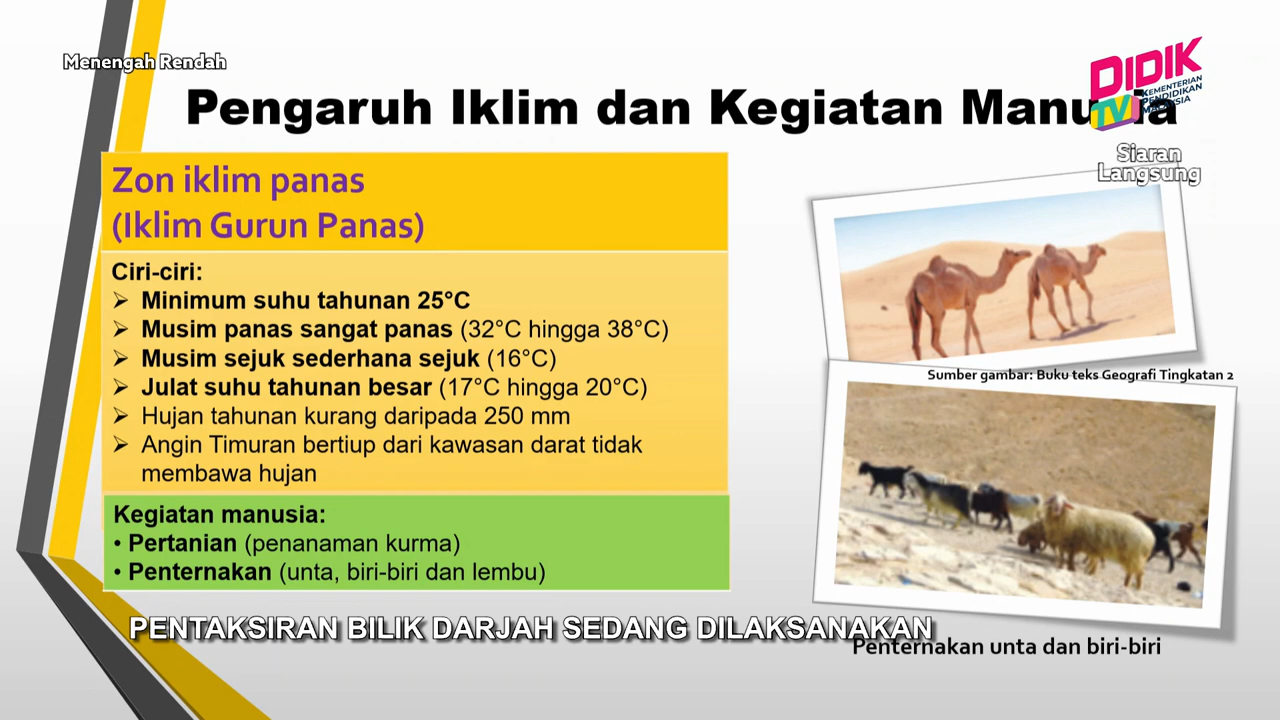 Menengah Rendah
DIDIK
TV
KEMENTERIAN
PENDIDIKAN
MALAYSIA
Pengaruh Iklim dan Kegiatan Manusia
Siaran
Langsung
Zon iklim panas
(Iklim Gurun Panas)
Ciri-ciri:
➢ Minimum suhu tahunan 25°C
➢ Musim panas sangat panas (32°C hingga 38°C)
➢ Musim sejuk sederhana sejuk (16°C)
➢ Julat suhu tahunan besar (17°C hingga 20°C)
➢ Hujan tahunan kurang daripada 250 mm
➢ Angin Timuran bertiup dari kawasan darat tidak
membawa hujan
Kegiatan manusia:
• Pertanian (penanaman kurma)
• Penternakan (unta, biri-biri dan lembu)
Sumber gambar: Buku teks Geografi Tingkatan 2
PENTAKSIRAN BILIK DARJAH SEDANG DILAKSANAKAN
Penternakan unta dan biri-biri